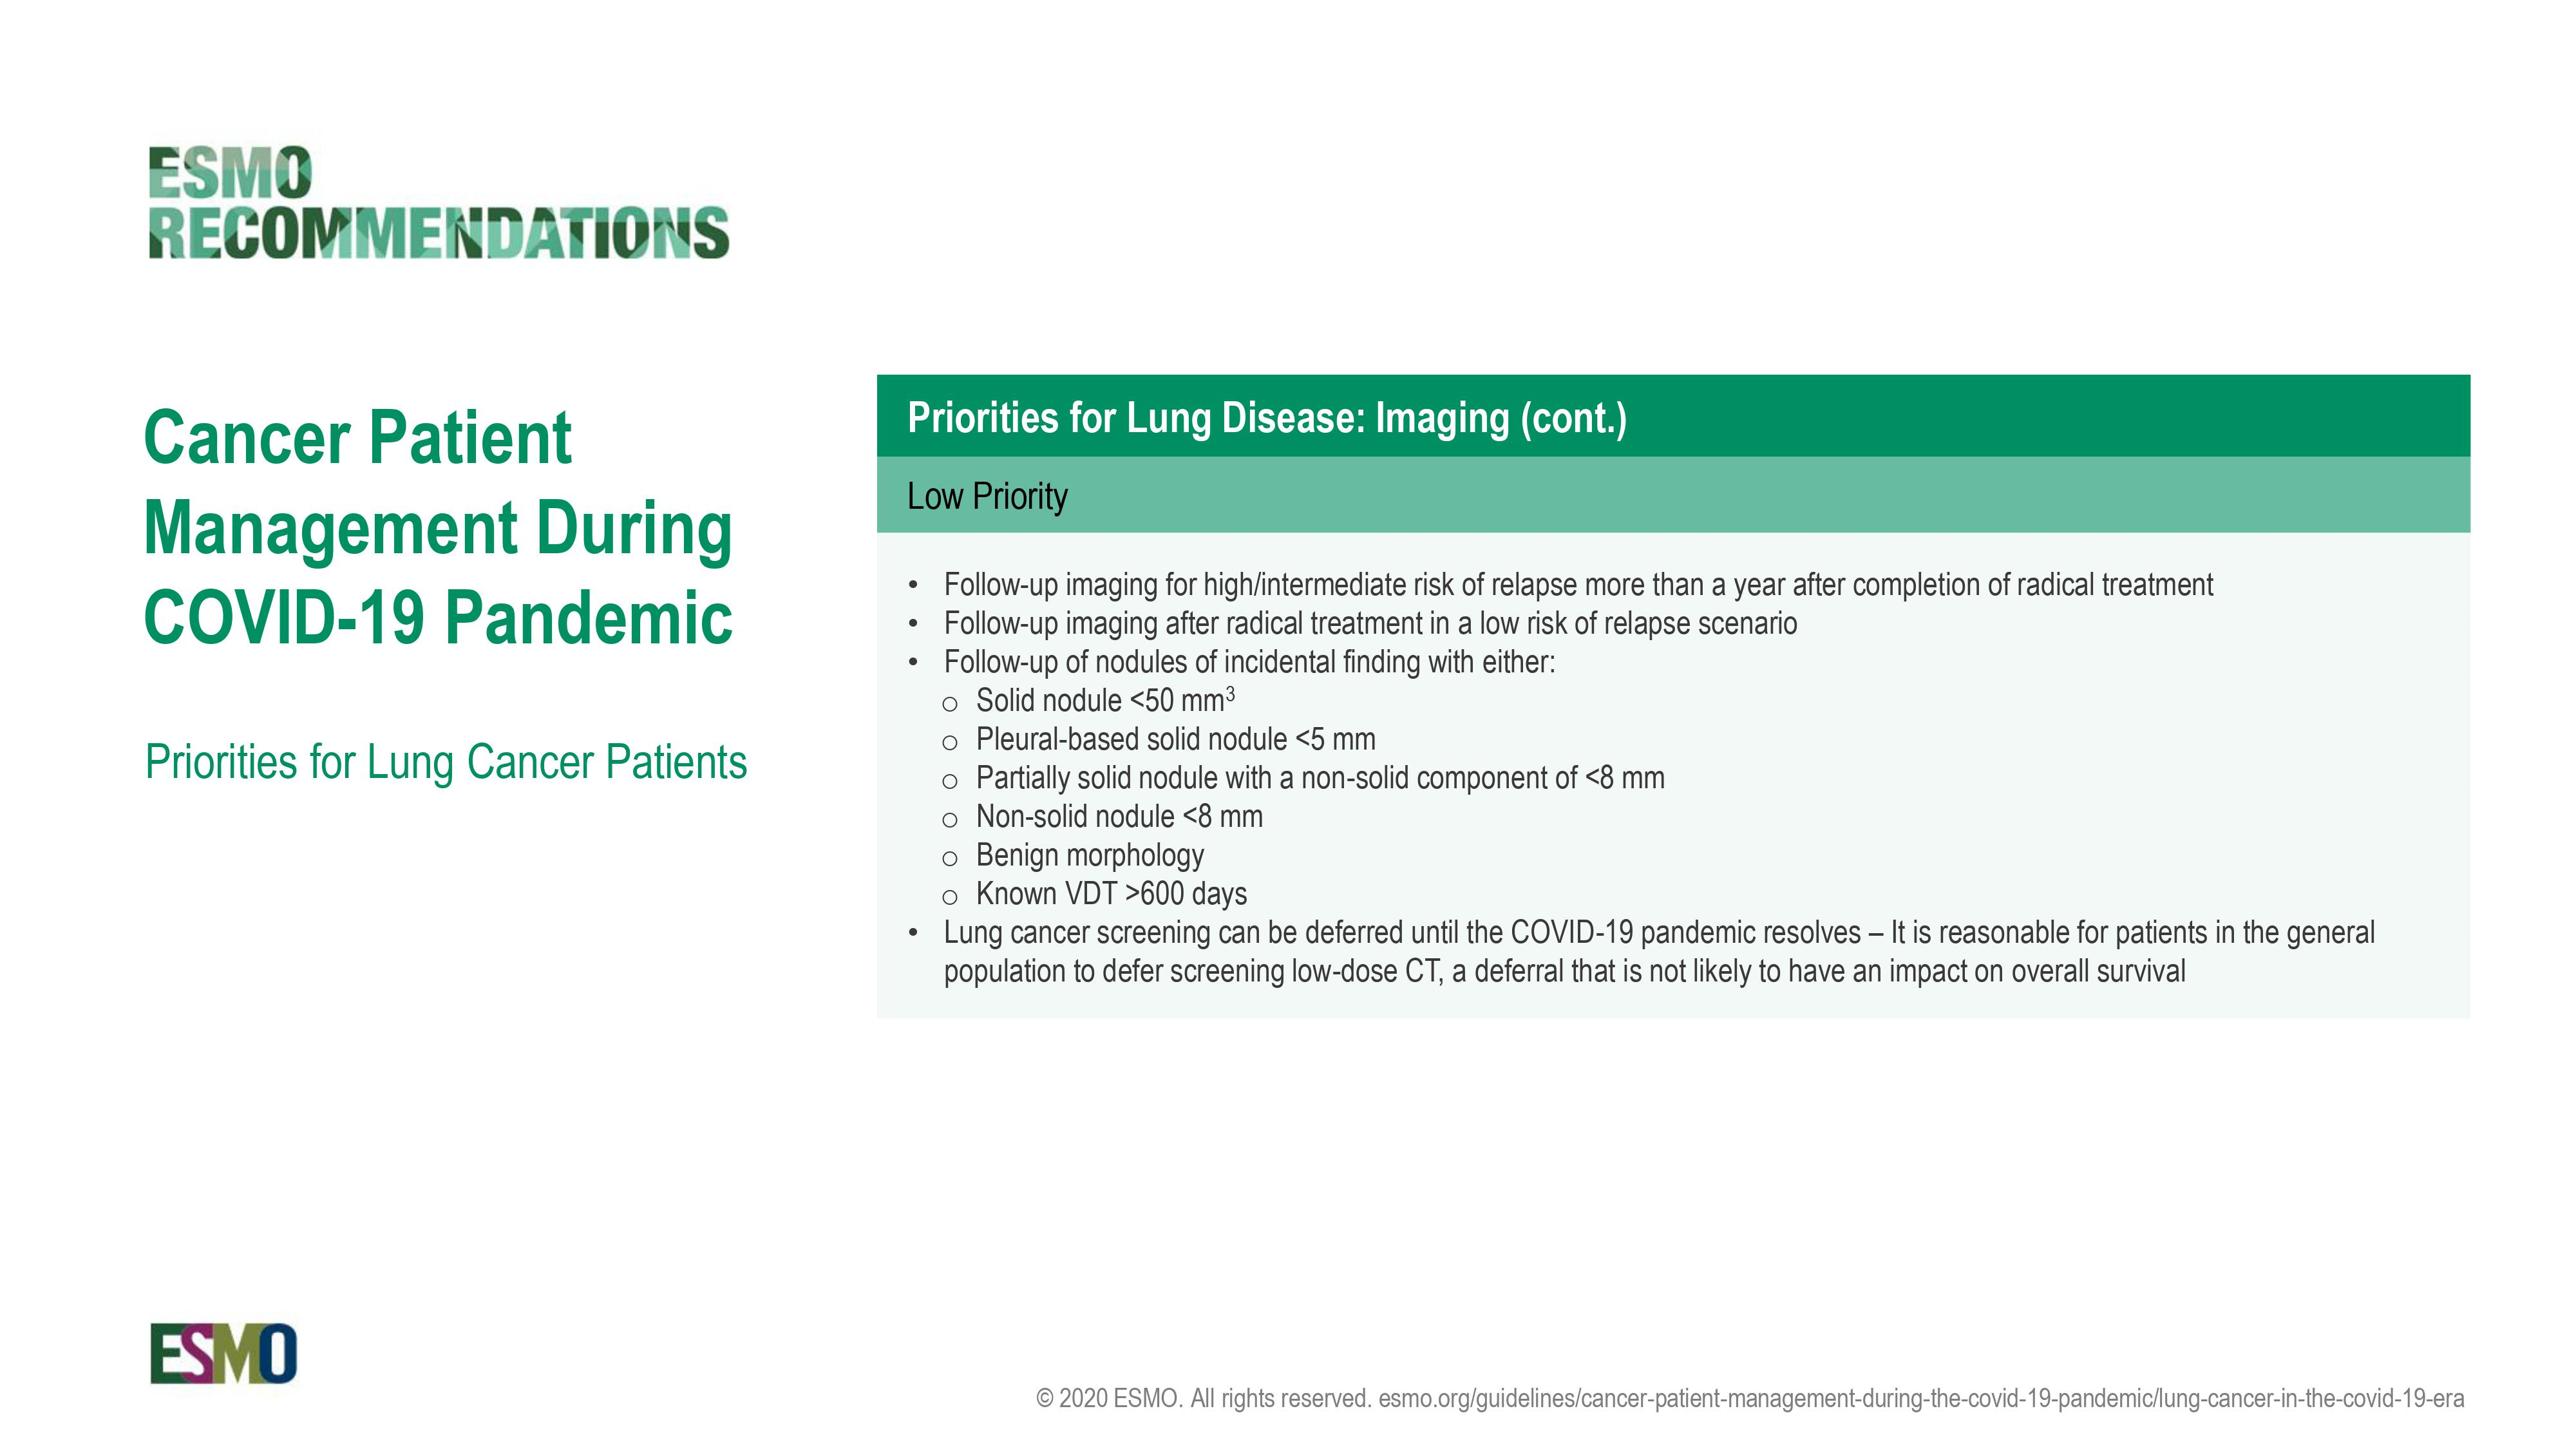 ESMO
RECOMMENDATIONS
Cancer Patient
Management During
COVID-19 Pandemic
Priorities for Lung Cancer Patients
Priorities for Lung Disease: Imaging (cont.)
Low Priority
• Follow-up imaging for high/intermediate risk of relapse more than a year after completion of radical treatment
• Follow-up imaging after radical treatment in a low risk of relapse scenario
• Follow-up of nodules of incidental finding with either:
o Solid nodule <50 mm³
o Pleural-based solid nodule <5 mm
o Partially solid nodule with a non-solid component of <8 mm
o Non-solid nodule <8 mm
o Benign morphology
o Known VDT >600 days
• Lung cancer screening can be deferred until the COVID-19 pandemic resolves – It is reasonable for patients in the general
population to defer screening low-dose CT, a deferral that is not likely to have an impact on overall survival
ESMO
© 2020 ESMO. All rights reserved. esmo.org/guidelines/cancer-patient-management-during-the-covid-19-pandemic/lung-cancer-in-the-covid-19-era